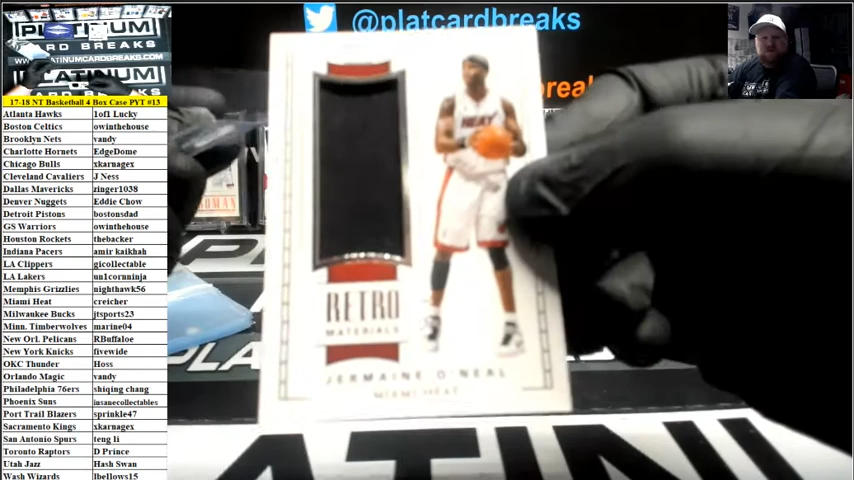 @platcardbreaks
PLATINUM
CARD BREAKS
WWW.PLATINUMCARDBREAKS.COM
PLATINUM
17-18 NT Basketball 4 Box Case PYT #13
Atlanta Hawks 1of1 Lucky
Boston Celtics owinthehouse
Brooklyn Nets vandy
Charlotte Hornets EdgeDome
Chicago Bulls xkarnagex
Cleveland Cavaliers J Ness
Dallas Mavericks zinger1038
Denver Nuggets Eddie Chow
Detroit Pistons bostonsdad
GS Warriors owinthehouse
Houston Rockets thebacker
Indiana Pacers amir kaikhah
LA Clippers gicollectable
LA Lakers un1cornninja
Memphis Grizzlies nighthawk56
Miami Heat creicher
Milwaukee Bucks jtsports23
Minn. Timberwolves marine04
New Orl. Pelicans RBuffaloe
New York Knicks fivewide
OKC Thunder Hoss
Orlando Magic vandy
Philadelphia 76ers shiqing chang
Phoenix Suns insanecollectables
Port Trail Blazers sprinkle47
Sacramento Kings xkarnagex
San Antonio Spurs teng li
Toronto Raptors D Prince
Utah Jazz Hash Swan
Wash Wizards lbellows15
HEAT
RETRO
MATERIALS
JERMAINE O'NEAL
MIAMI HEAT